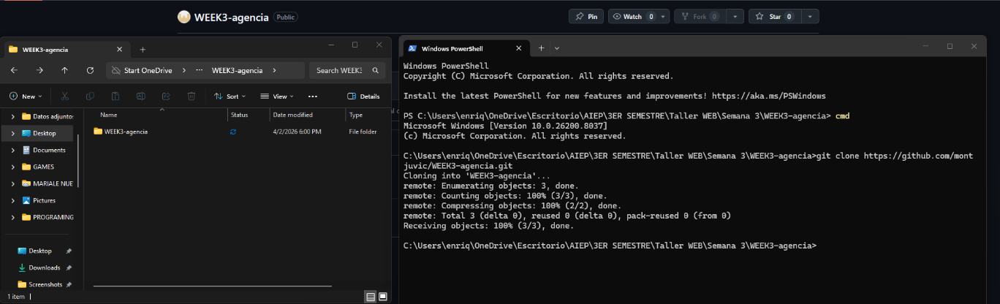 WEEK3-agencia Public
Pin Watch 0 Fork 0 Star 0
WEEK3-agencia
Start OneDrive WEEK3-agencia Search WEEK3
New Sort View Details
Datos adjuntos
Desktop
Documents
GAMES
MARIALE NUE
Pictures
PROGRAMING
Desktop
Downloads
Screenshots
Name Status Date modified Type
WEEK3-agencia 4/2/2026 6:00 PM File folder
1 item
Windows PowerShell
Windows PowerShell
Copyright (C) Microsoft Corporation. All rights reserved.
Install the latest PowerShell for new features and improvements! https://aka.ms/PSWindows
PS C:\Users\enriq\OneDrive\Escritorio\AIEP\3ER SEMESTRE\Taller WEB\Semana 3\WEEK3-agencia> cmd
Microsoft Windows [Version 10.0.26200.8037]
(c) Microsoft Corporation. All rights reserved.
C:\Users\enriq\OneDrive\Escritorio\AIEP\3ER SEMESTRE\Taller WEB\Semana 3\WEEK3-agencia>git clone https://github.com/mont
juvic/WEEK3-agencia.git
Cloning into 'WEEK3-agencia'...
remote: Enumerating objects: 3, done.
remote: Counting objects: 100% (3/3), done.
remote: Compressing objects: 100% (2/2), done.
remote: Total 3 (delta 0), reused 0 (delta 0), pack-reused 0 (from 0)
Receiving objects: 100% (3/3), done.
C:\Users\enriq\OneDrive\Escritorio\AIEP\3ER SEMESTRE\Taller WEB\Semana 3\WEEK3-agencia>